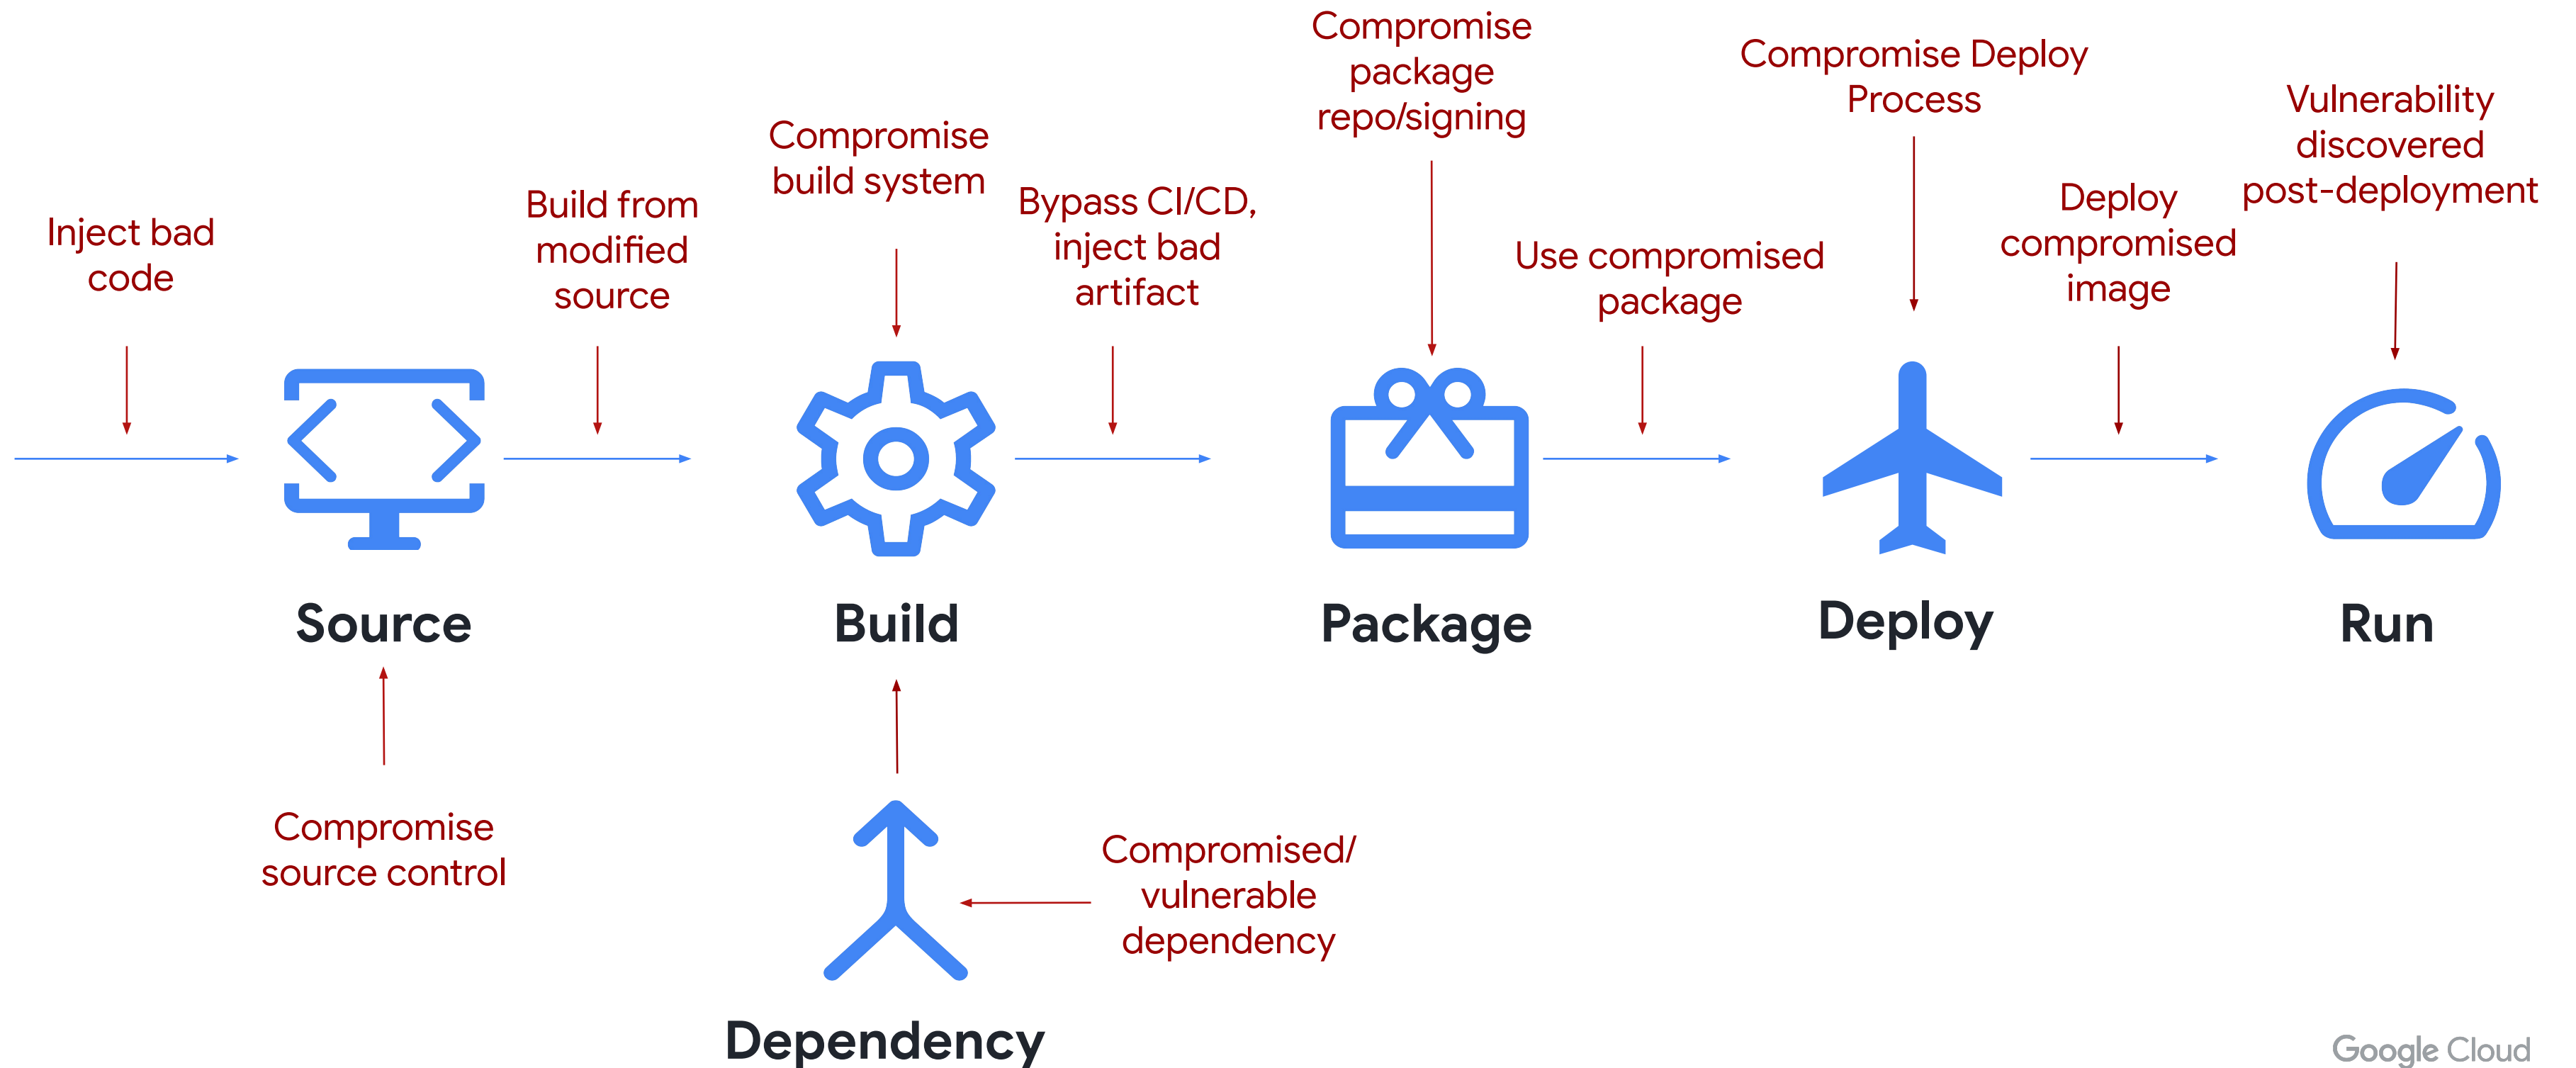 Inject bad
code
Build from
modified
source
Compromise
build system
Bypass CI/CD,
inject bad
artifact
Compromise
package
repo/signing
Use compromised
package
Compromise Deploy
Process
Deploy
compromised
image
Vulnerability
discovered
post-deployment
Source
Build
Package
Deploy
Run
Compromise
source control
Compromised/
vulnerable
dependency
Dependency
Google Cloud